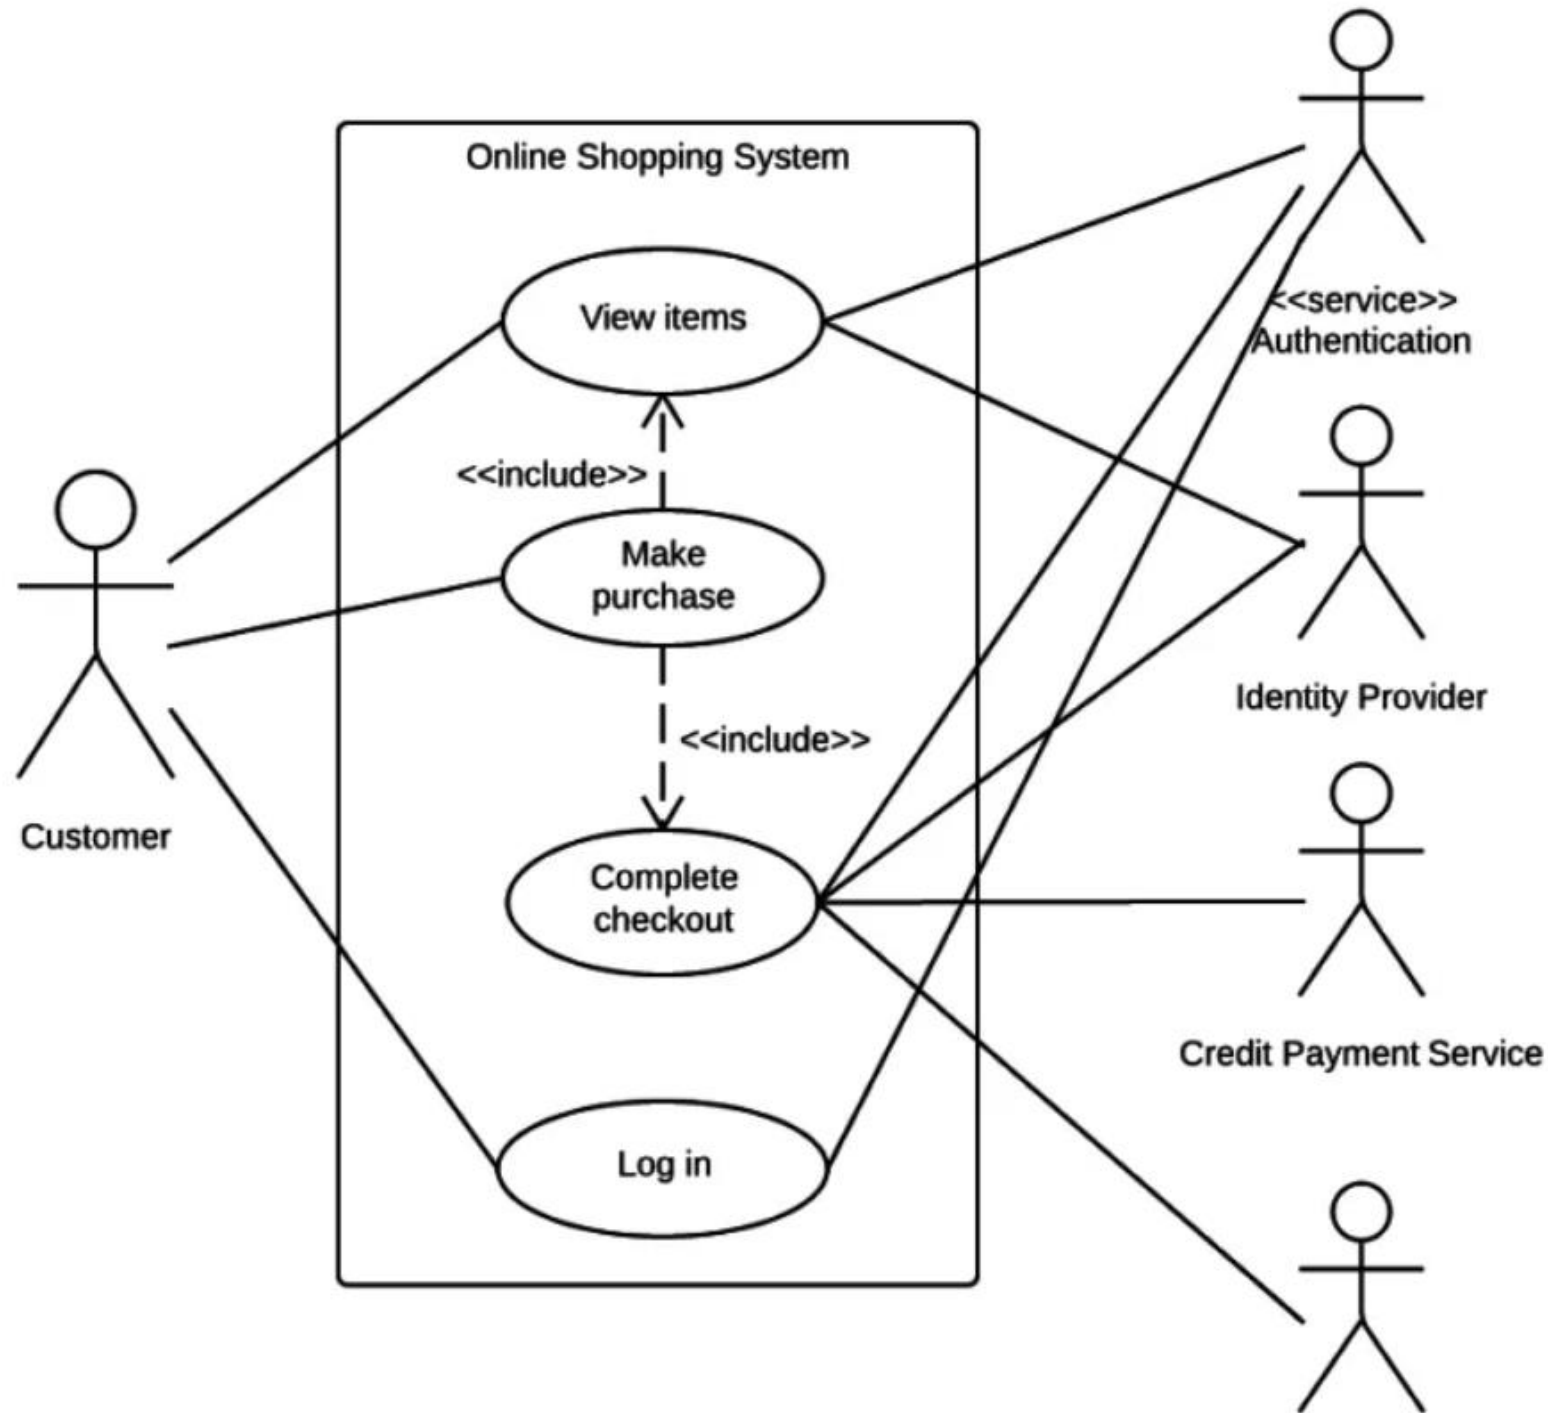 Online Shopping System
View items
<<service>>
Authentication
<<include>>
Make
purchase
Identity Provider
<<include>>
Customer
Complete
checkout
Credit Payment Service
Log in